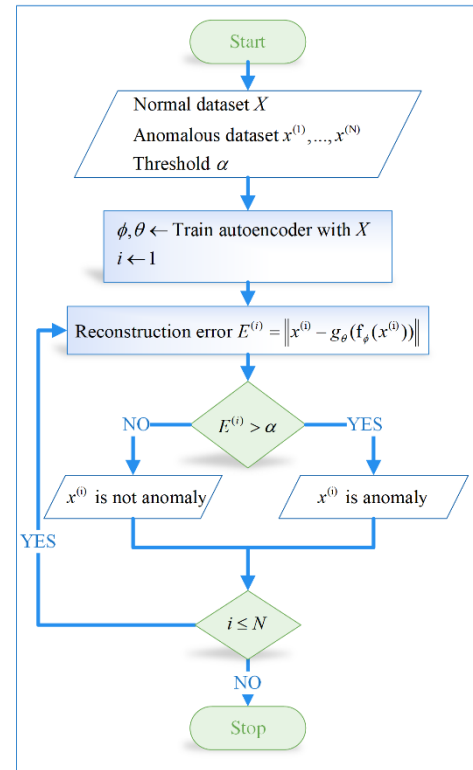 Start
Normal dataset X
Anomalous dataset x⁽¹⁾,...,x⁽ᴺ⁾
Threshold α
ϕ,θ ← Train autoencoder with X
i ← 1
Reconstruction error E⁽ⁱ⁾ = ‖x⁽ⁱ⁾ − g_θ(f_ϕ(x⁽ⁱ⁾))‖
NO
E⁽ⁱ⁾ > α
YES
x⁽ⁱ⁾ is not anomaly
x⁽ⁱ⁾ is anomaly
YES
i ≤ N
NO
Stop